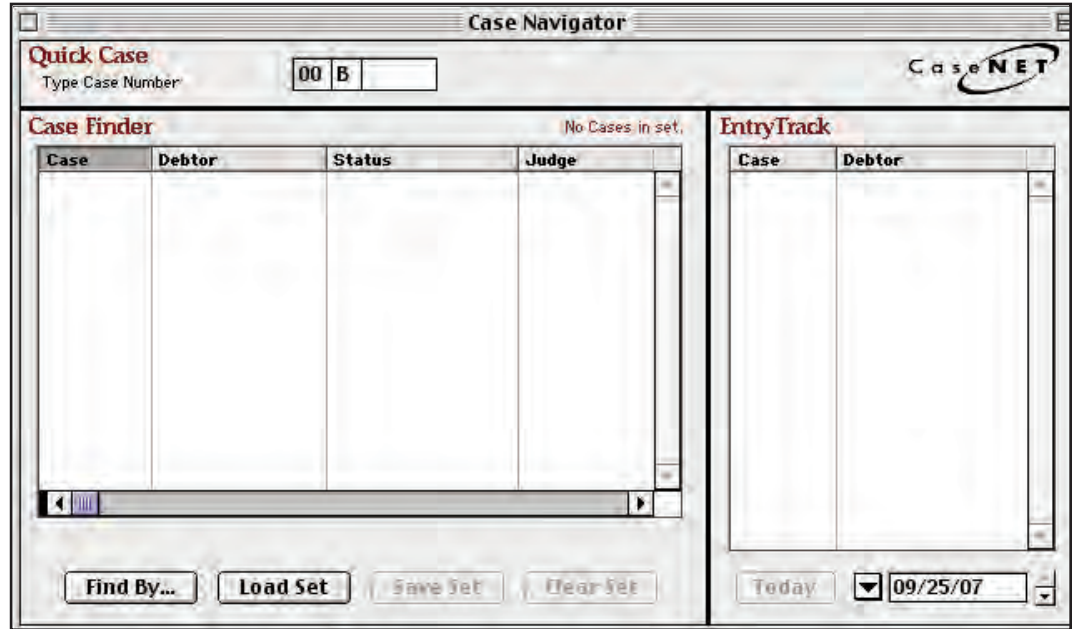 Case Navigator
Quick Case
Type Case Number
00 B
CaseNET
Case Finder
No Cases in set.
Case Debtor Status Judge
Find By... Load Set Save Set Clear Set
EntryTrack
Case Debtor
Today 09/25/07